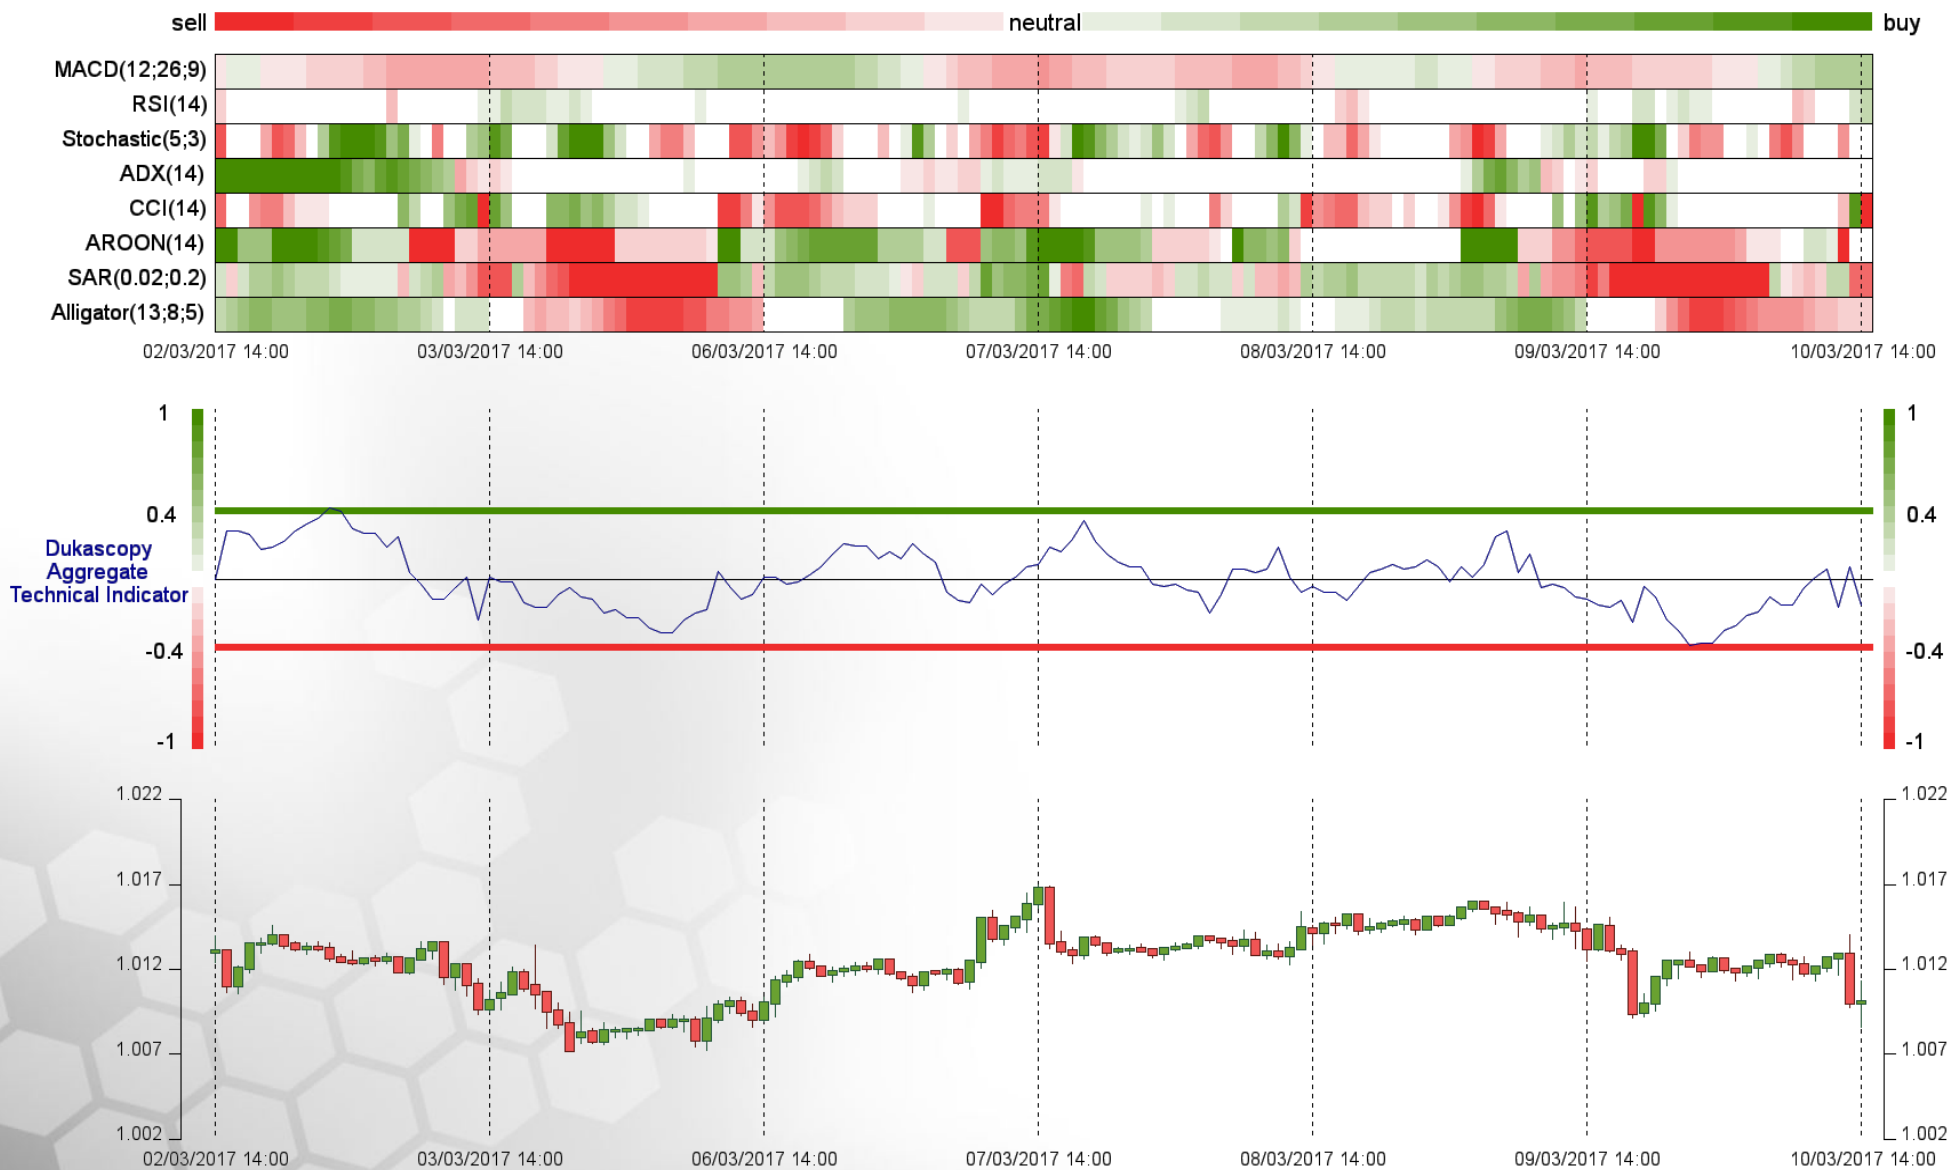 sell neutral buy
MACD(12;26;9)
RSI(14)
Stochastic(5;3)
ADX(14)
CCI(14)
AROON(14)
SAR(0.02;0.2)
Alligator(13;8;5)
02/03/2017 14:00 03/03/2017 14:00 06/03/2017 14:00 07/03/2017 14:00 08/03/2017 14:00 09/03/2017 14:00 10/03/2017 14:00
1 1
0.4 0.4
Dukascopy
Aggregate
Technical Indicator
-0.4 -0.4
-1 -1
1.022 1.022
1.017 1.017
1.012 1.012
1.007 1.007
1.002 1.002
02/03/2017 14:00 03/03/2017 14:00 06/03/2017 14:00 07/03/2017 14:00 08/03/2017 14:00 09/03/2017 14:00 10/03/2017 14:00